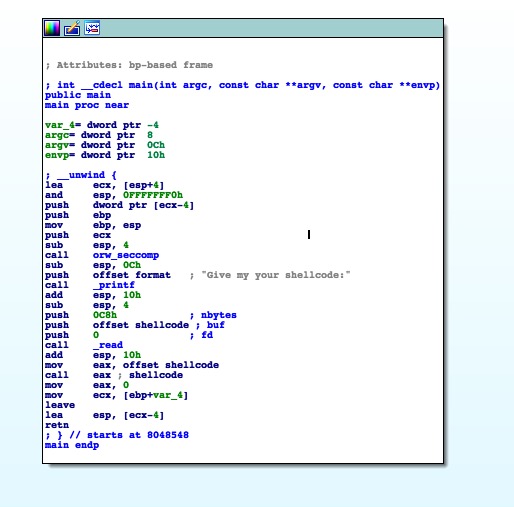 ; Attributes: bp-based frame
; int __cdecl main(int argc, const char **argv, const char **envp)
public main
main proc near
var_4= dword ptr -4
argc= dword ptr  8
argv= dword ptr  0Ch
envp= dword ptr  10h
; __unwind {
lea     ecx, [esp+4]
and     esp, 0FFFFFFF0h
push    dword ptr [ecx-4]
push    ebp
mov     ebp, esp
push    ecx
sub     esp, 4
call    orw_seccomp
sub     esp, 0Ch
push    offset format   ; "Give my your shellcode:"
call    _printf
add     esp, 10h
sub     esp, 4
push    0C8h            ; nbytes
push    offset shellcode ; buf
push    0               ; fd
call    _read
add     esp, 10h
mov     eax, offset shellcode
call    eax ; shellcode
mov     eax, 0
mov     ecx, [ebp+var_4]
leave
lea     esp, [ecx-4]
retn
; } // starts at 8048548
main endp